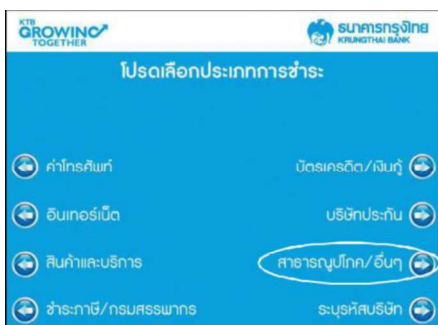 KTB
GROWING
TOGETHER
ธนาคารกรุงไทย
KRUNGTHAI BANK
โปรดเลือกประเภทการชำระ
ค่าโทรศัพท์
บัตรเครดิต/เงินกู้
อินเทอร์เน็ต
บริษัทประกัน
สินค้าและบริการ
สาธารณูปโภค/อื่นๆ
ชำระภาษี/กรมสรรพากร
ระบุรหัสบริษัท